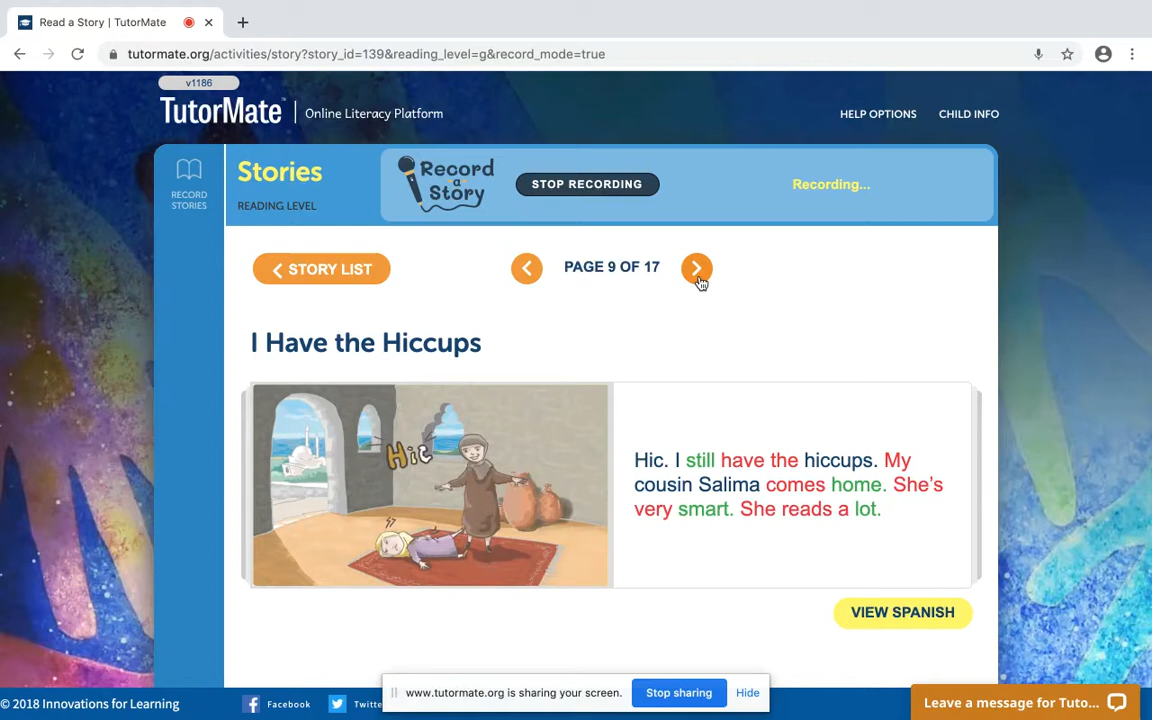 Read a Story | TutorMate
tutormate.org/activities/story?story_id=139&reading_level=g&record_mode=true
v1186
TutorMate™ | Online Literacy Platform
HELP OPTIONS CHILD INFO
RECORD
STORIES
Stories
READING LEVEL
Record
a
Story
STOP RECORDING
Recording...
STORY LIST
PAGE 9 OF 17
I Have the Hiccups
Hic
Hic. I still have the hiccups. My
cousin Salima comes home. She's
very smart. She reads a lot.
VIEW SPANISH
www.tutormate.org is sharing your screen. Stop sharing Hide
© 2018 Innovations for Learning Facebook Twitte
Leave a message for Tuto...